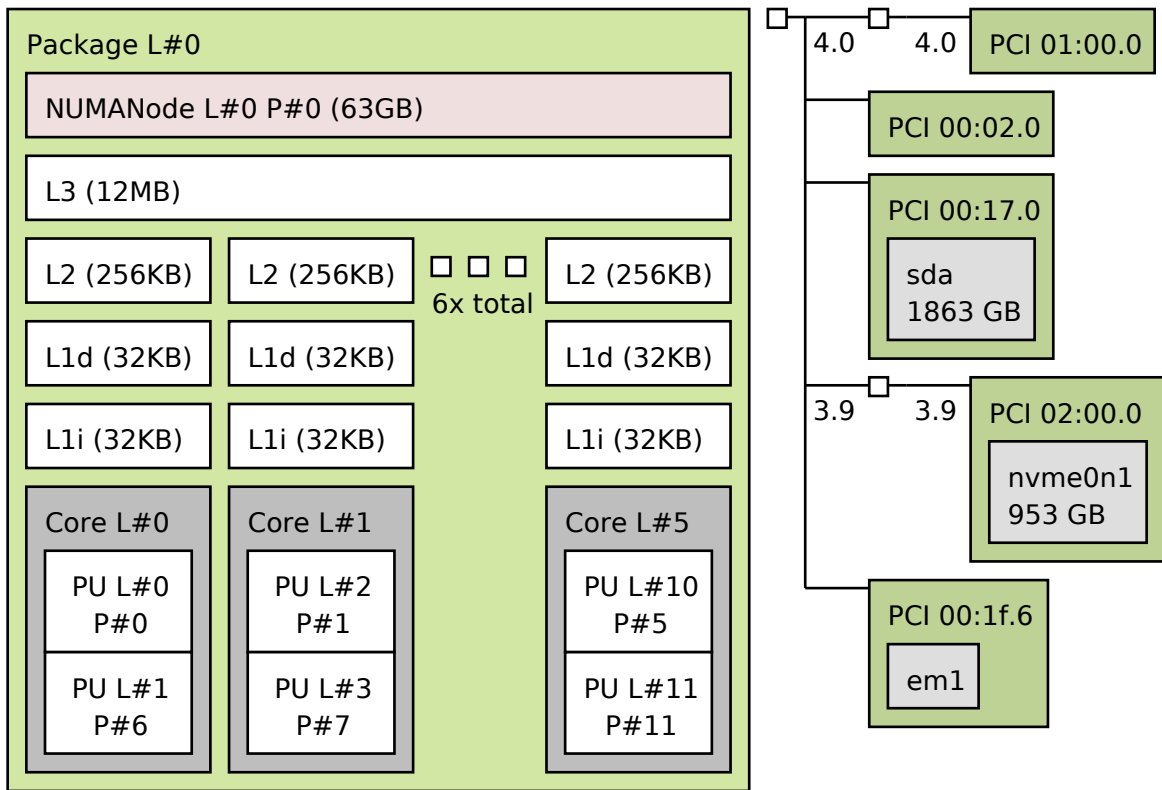 Package L#0
NUMANode L#0 P#0 (63GB)
L3 (12MB)
L2 (256KB)
L2 (256KB)
6x total
L2 (256KB)
L1d (32KB)
L1d (32KB)
L1d (32KB)
L1i (32KB)
L1i (32KB)
L1i (32KB)
Core L#0
PU L#0
P#0
PU L#1
P#6
Core L#1
PU L#2
P#1
PU L#3
P#7
Core L#5
PU L#10
P#5
PU L#11
P#11
4.0
4.0
PCI 01:00.0
PCI 00:02.0
PCI 00:17.0
sda
1863 GB
3.9
3.9
PCI 02:00.0
nvme0n1
953 GB
PCI 00:1f.6
em1